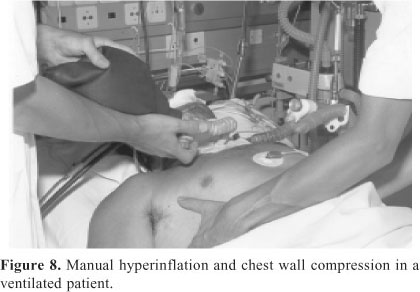 Figure 8. Manual hyperinflation and chest wall compression in a
ventilated patient.